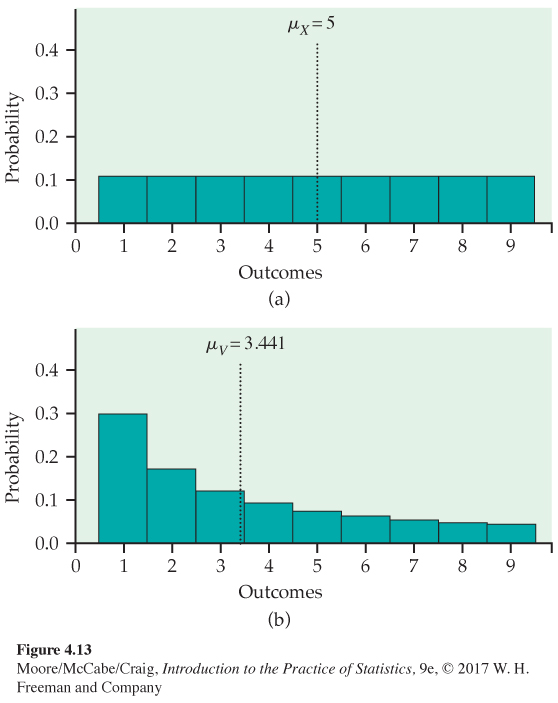 μX = 5
0.4
0.3
0.2
0.1
0.0
Probability
0 1 2 3 4 5 6 7 8 9
Outcomes
(a)
μV = 3.441
0.4
0.3
0.2
0.1
0.0
Probability
0 1 2 3 4 5 6 7 8 9
Outcomes
(b)
Figure 4.13
Moore/McCabe/Craig, Introduction to the Practice of Statistics, 9e, © 2017 W. H.
Freeman and Company